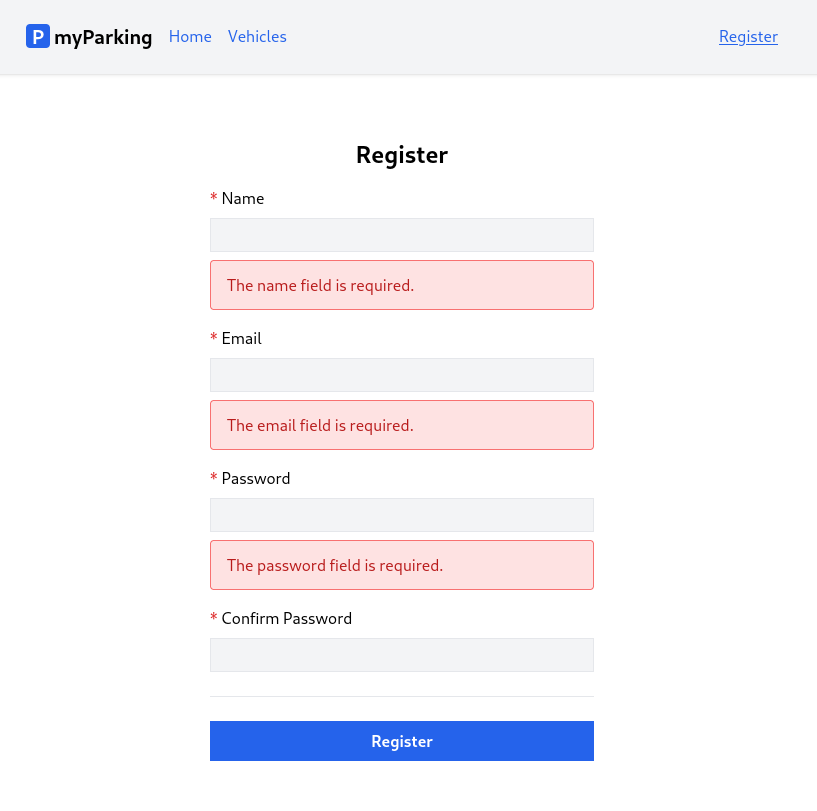 P myParking Home Vehicles Register
Register
* Name
The name field is required.
* Email
The email field is required.
* Password
The password field is required.
* Confirm Password
Register